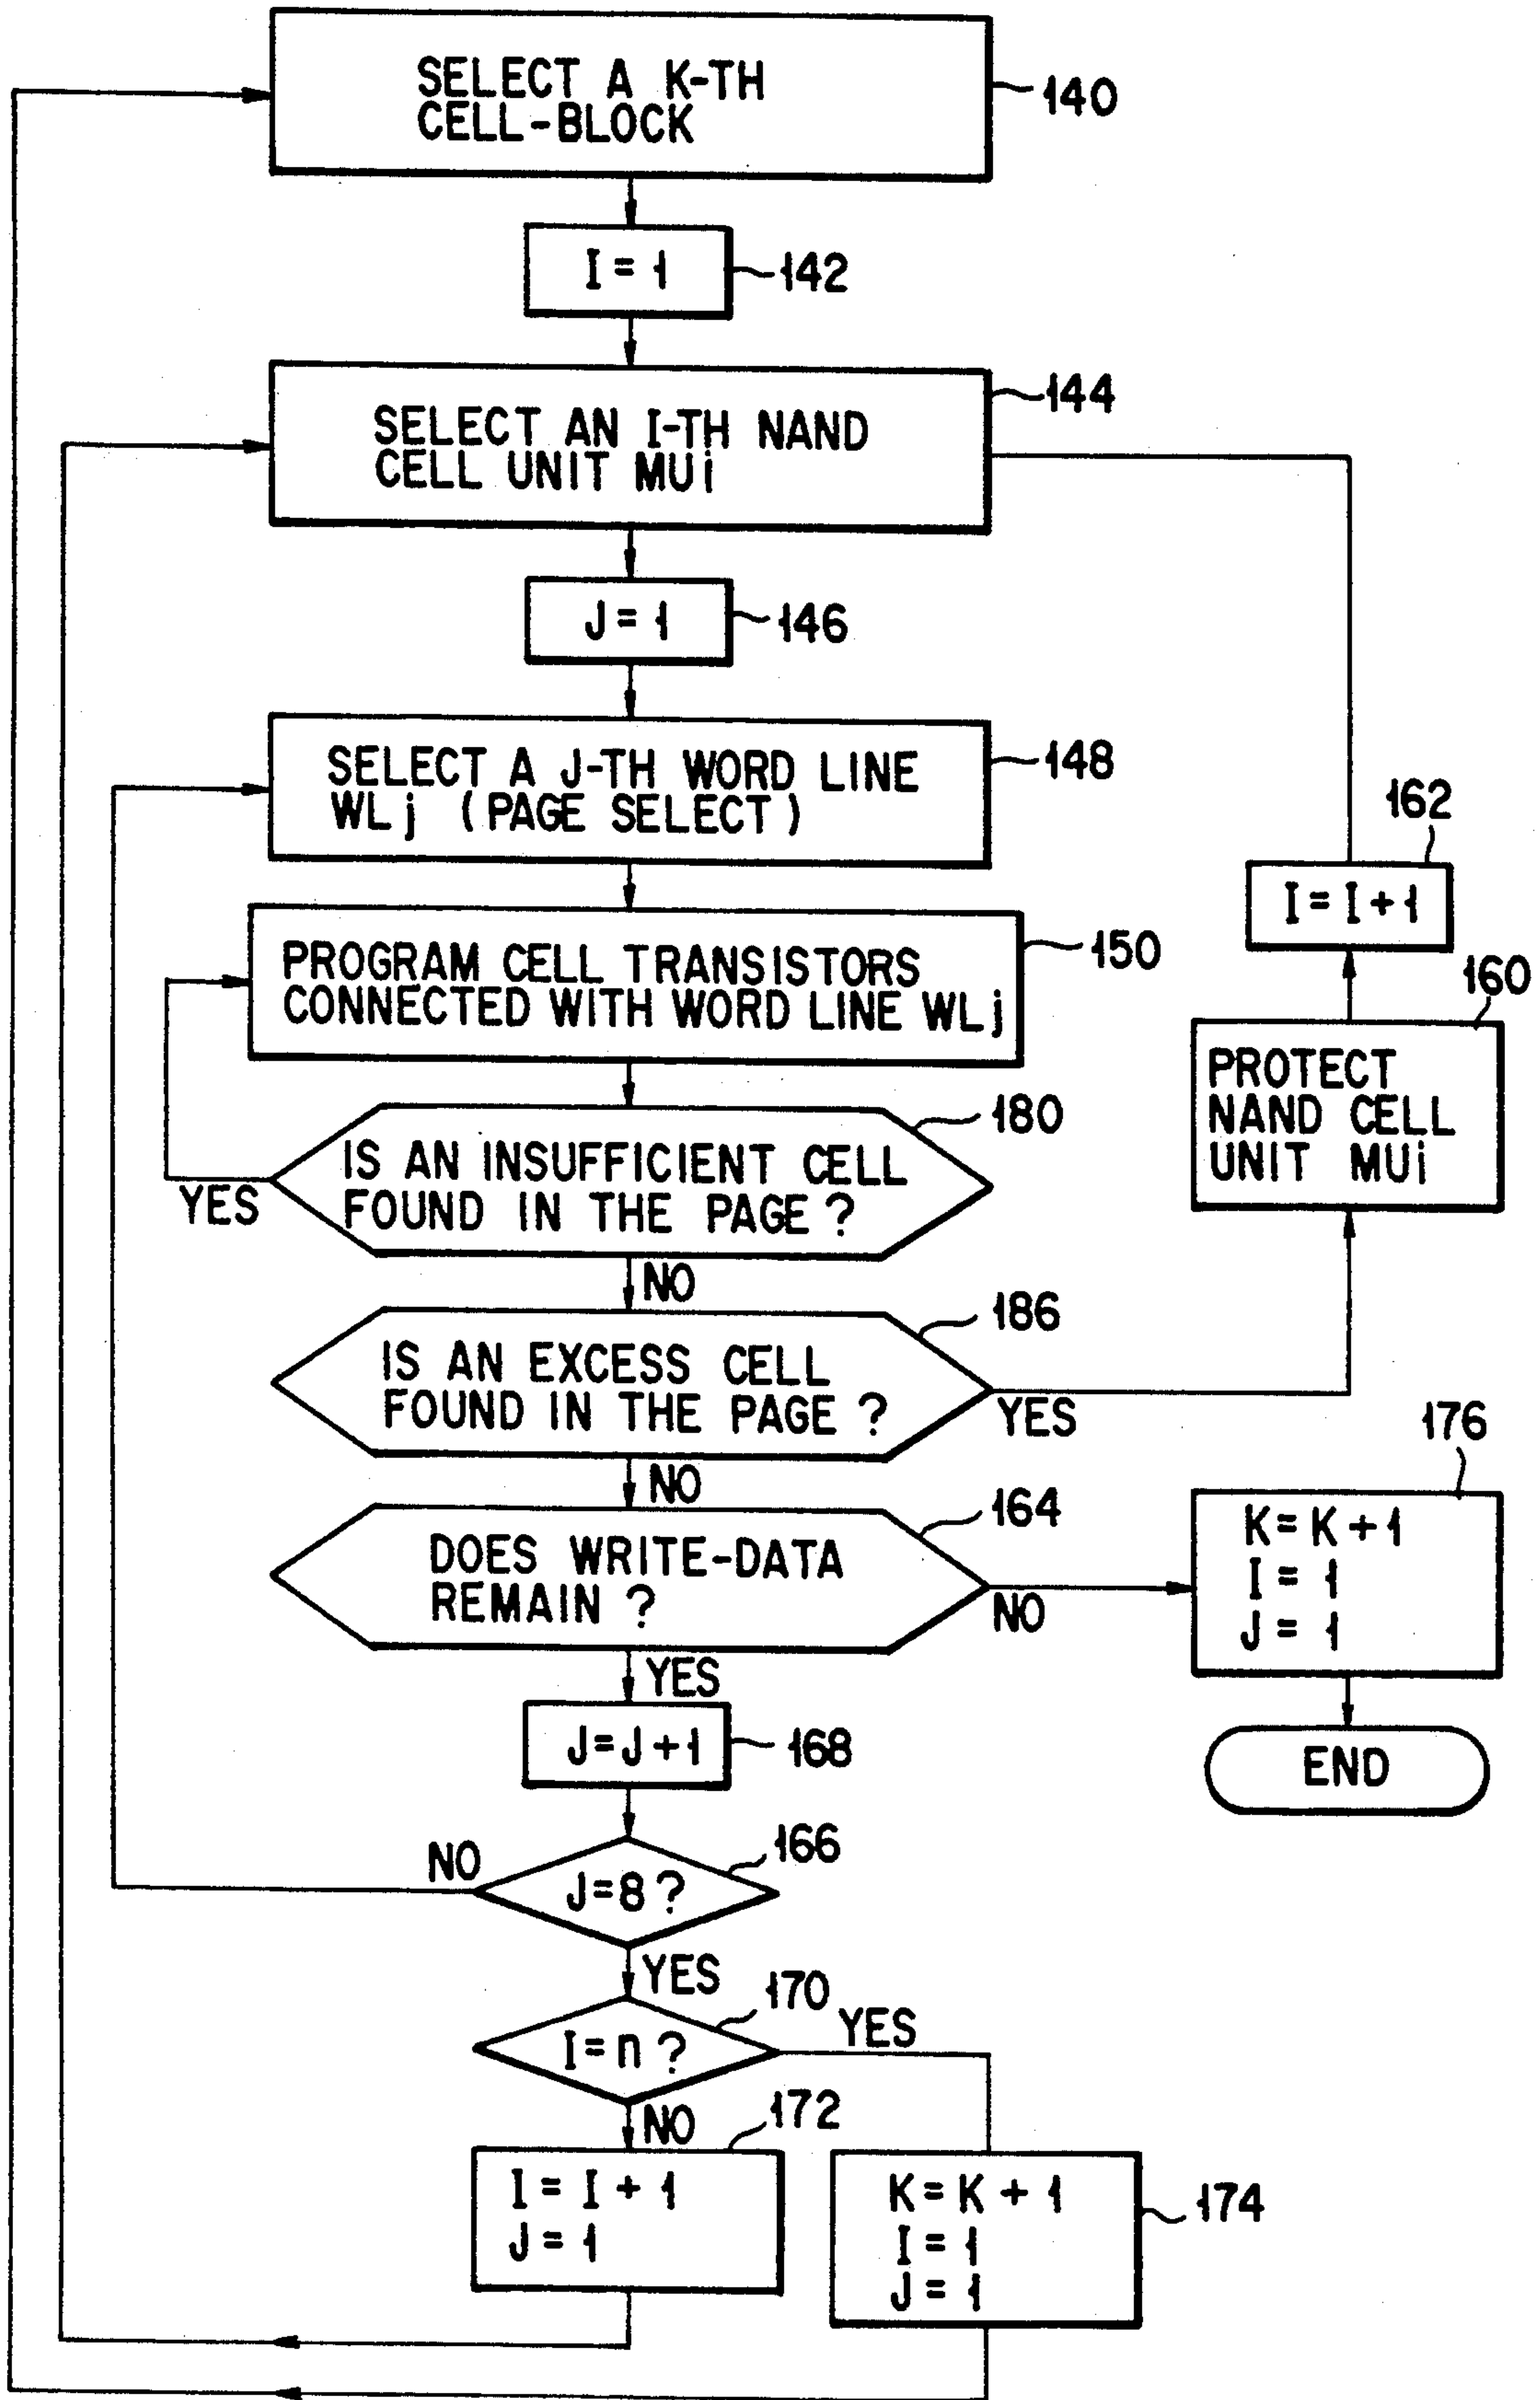 SELECT A K-TH
CELL-BLOCK
140
I = 1
142
SELECT AN I-TH NAND
CELL UNIT MUi
144
J = 1
146
SELECT A J-TH WORD LINE
WLj (PAGE SELECT)
148
162
I = I + 1
PROGRAM CELL TRANSISTORS
CONNECTED WITH WORD LINE WLj
150
160
PROTECT
NAND CELL
UNIT MUi
180
IS AN INSUFFICIENT CELL
FOUND IN THE PAGE ?
YES
NO
186
IS AN EXCESS CELL
FOUND IN THE PAGE ?
YES
NO
164
DOES WRITE-DATA
REMAIN ?
NO
YES
176
K = K + 1
I = 1
J = 1
END
J = J + 1
168
166
J = 8 ?
NO
YES
170
I = n ?
YES
NO
172
I = I + 1
J = 1
K = K + 1
I = 1
J = 1
174